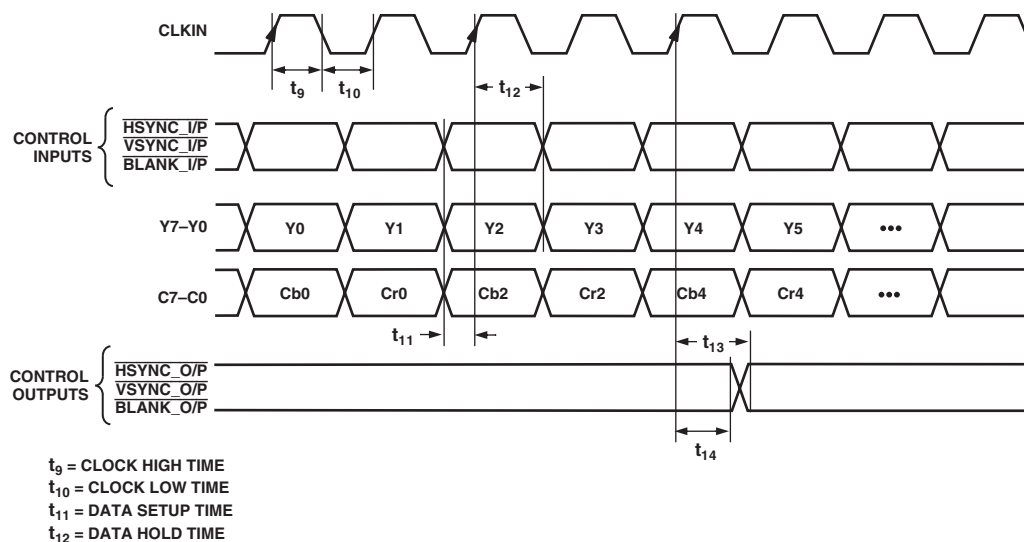 CLKIN
t9
t10
t12
CONTROL
INPUTS
HSYNC_I/P
VSYNC_I/P
BLANK_I/P
Y7–Y0
Y0
Y1
Y2
Y3
Y4
Y5
•••
C7–C0
Cb0
Cr0
Cb2
Cr2
Cb4
Cr4
•••
t11
t13
CONTROL
OUTPUTS
HSYNC_O/P
VSYNC_O/P
BLANK_O/P
t14
t9 = CLOCK HIGH TIME
t10 = CLOCK LOW TIME
t11 = DATA SETUP TIME
t12 = DATA HOLD TIME